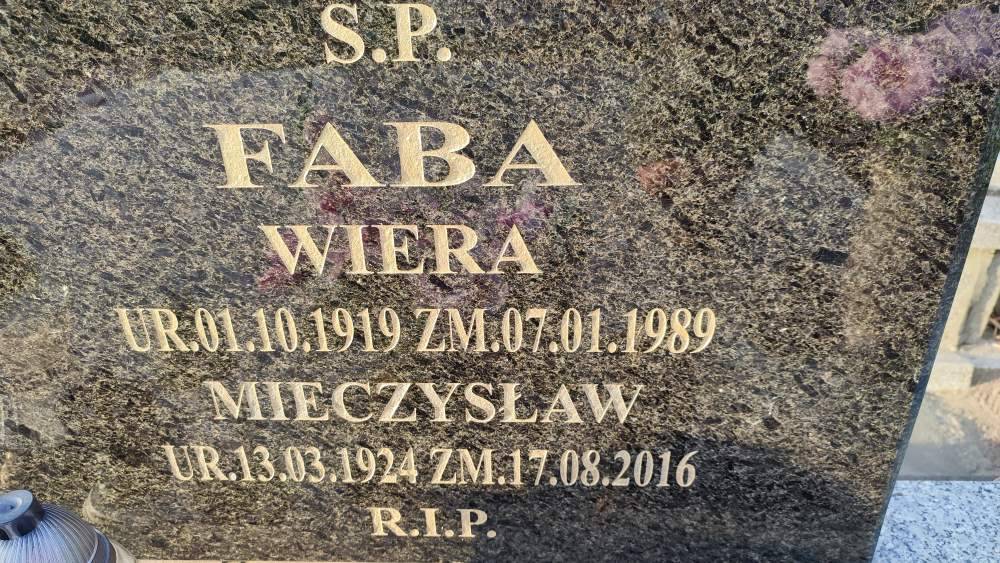 S.P.
FABA
WIERA
UR.01.10.1919 ZM.07.01.1989
MIECZYSŁAW
UR.13.03.1924 ZM.17.08.2016
R.I.P.